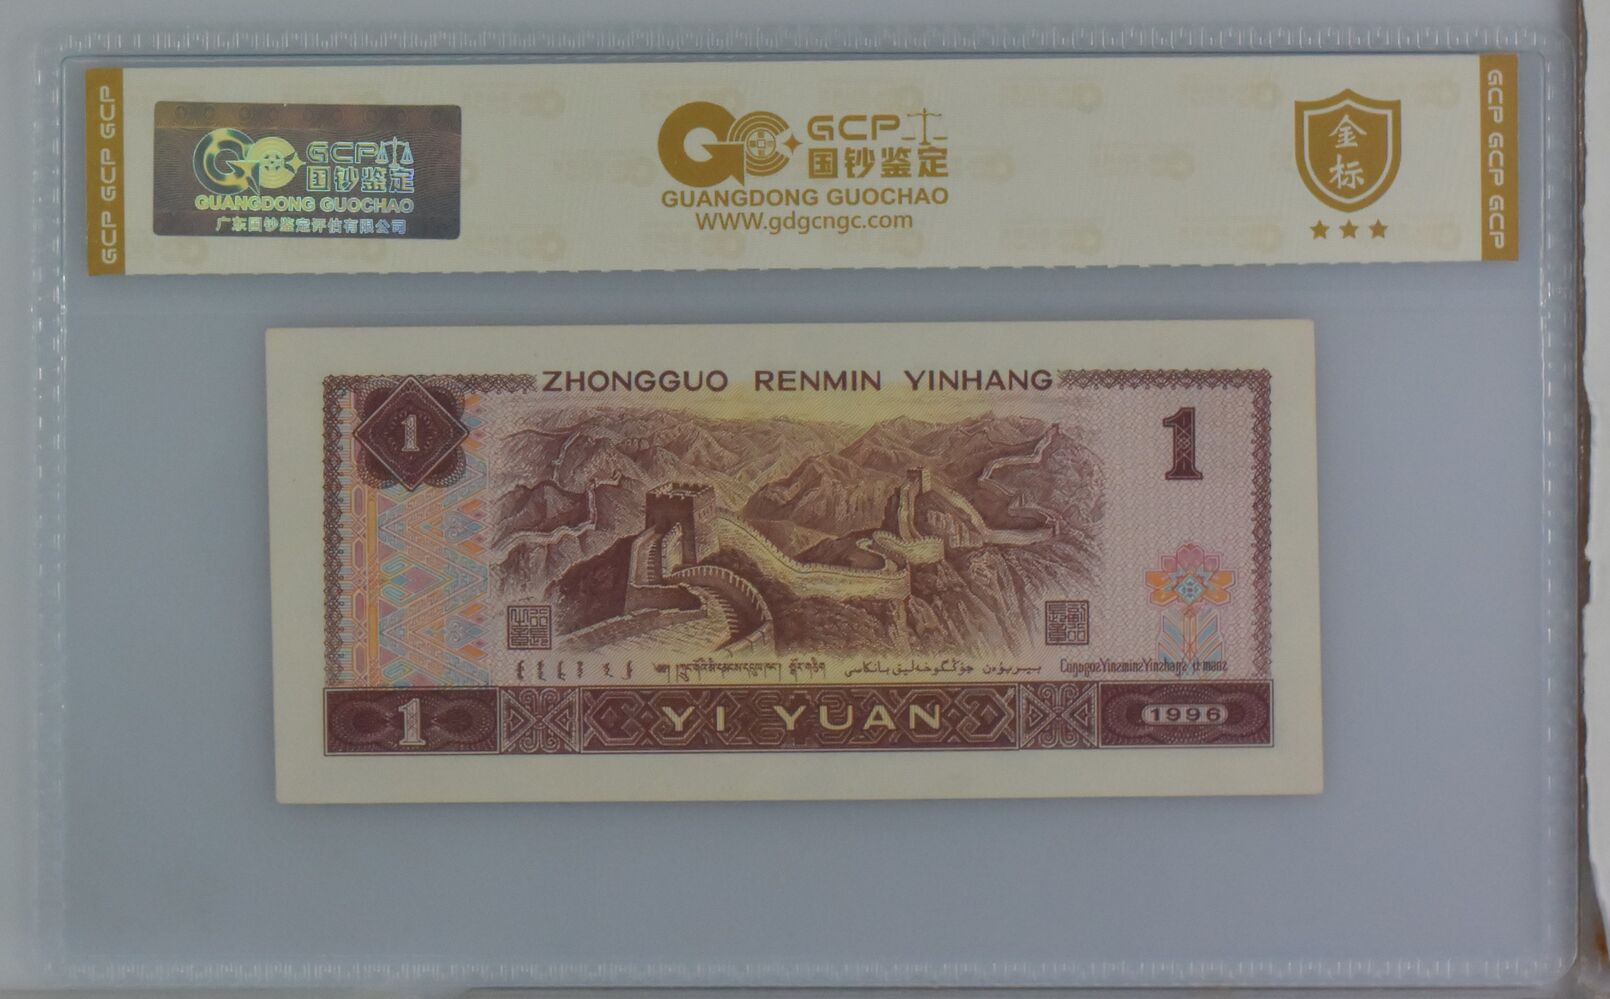 GCP GCP GCP
GCP
国钞鉴定
GUANGDONG GUOCHAO
广东国钞鉴定评估有限公司
GCP
国钞鉴定
GUANGDONG GUOCHAO
WWW.gdgcngc.com
金
标
GCP GCP GCP
ZHONGGUO RENMIN YINHANG
1
1
1
YI YUAN
1996